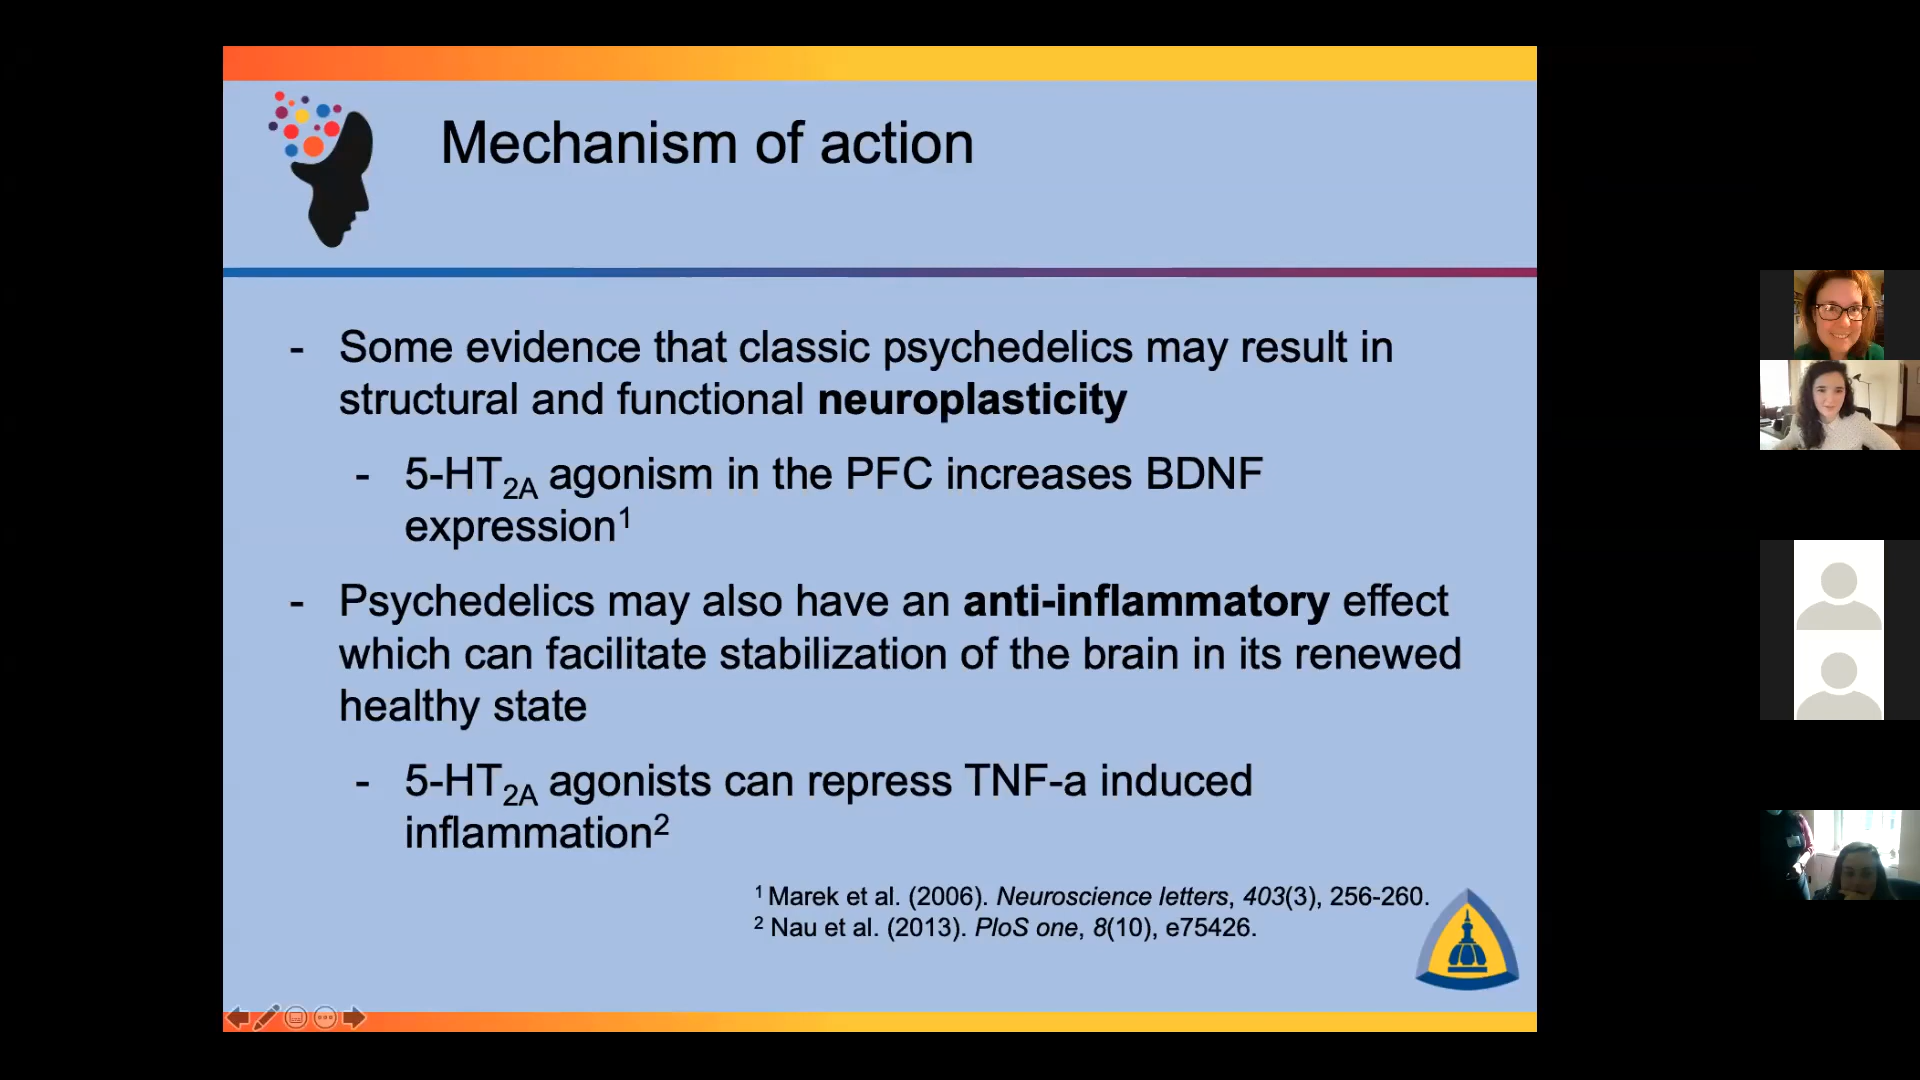 Mechanism of action
- Some evidence that classic psychedelics may result in
structural and functional neuroplasticity
- 5-HT2A agonism in the PFC increases BDNF
expression1
- Psychedelics may also have an anti-inflammatory effect
which can facilitate stabilization of the brain in its renewed
healthy state
- 5-HT2A agonists can repress TNF-a induced
inflammation2
1 Marek et al. (2006). Neuroscience letters, 403(3), 256-260.
2 Nau et al. (2013). PloS one, 8(10), e75426.